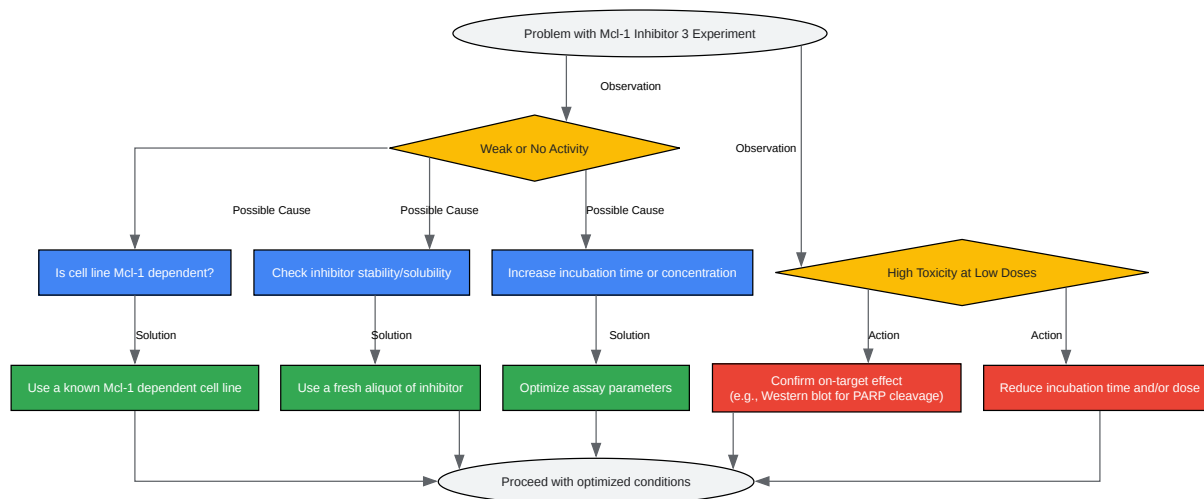 Problem with Mcl-1 Inhibitor 3 Experiment
Observation
Weak or No Activity
Observation
Possible Cause
Possible Cause
Possible Cause
Is cell line Mcl-1 dependent?
Check inhibitor stability/solubility
Increase incubation time or concentration
High Toxicity at Low Doses
Solution
Solution
Solution
Action
Action
Use a known Mcl-1 dependent cell line
Use a fresh aliquot of inhibitor
Optimize assay parameters
Confirm on-target effect
(e.g., Western blot for PARP cleavage)
Reduce incubation time and/or dose
Proceed with optimized conditions